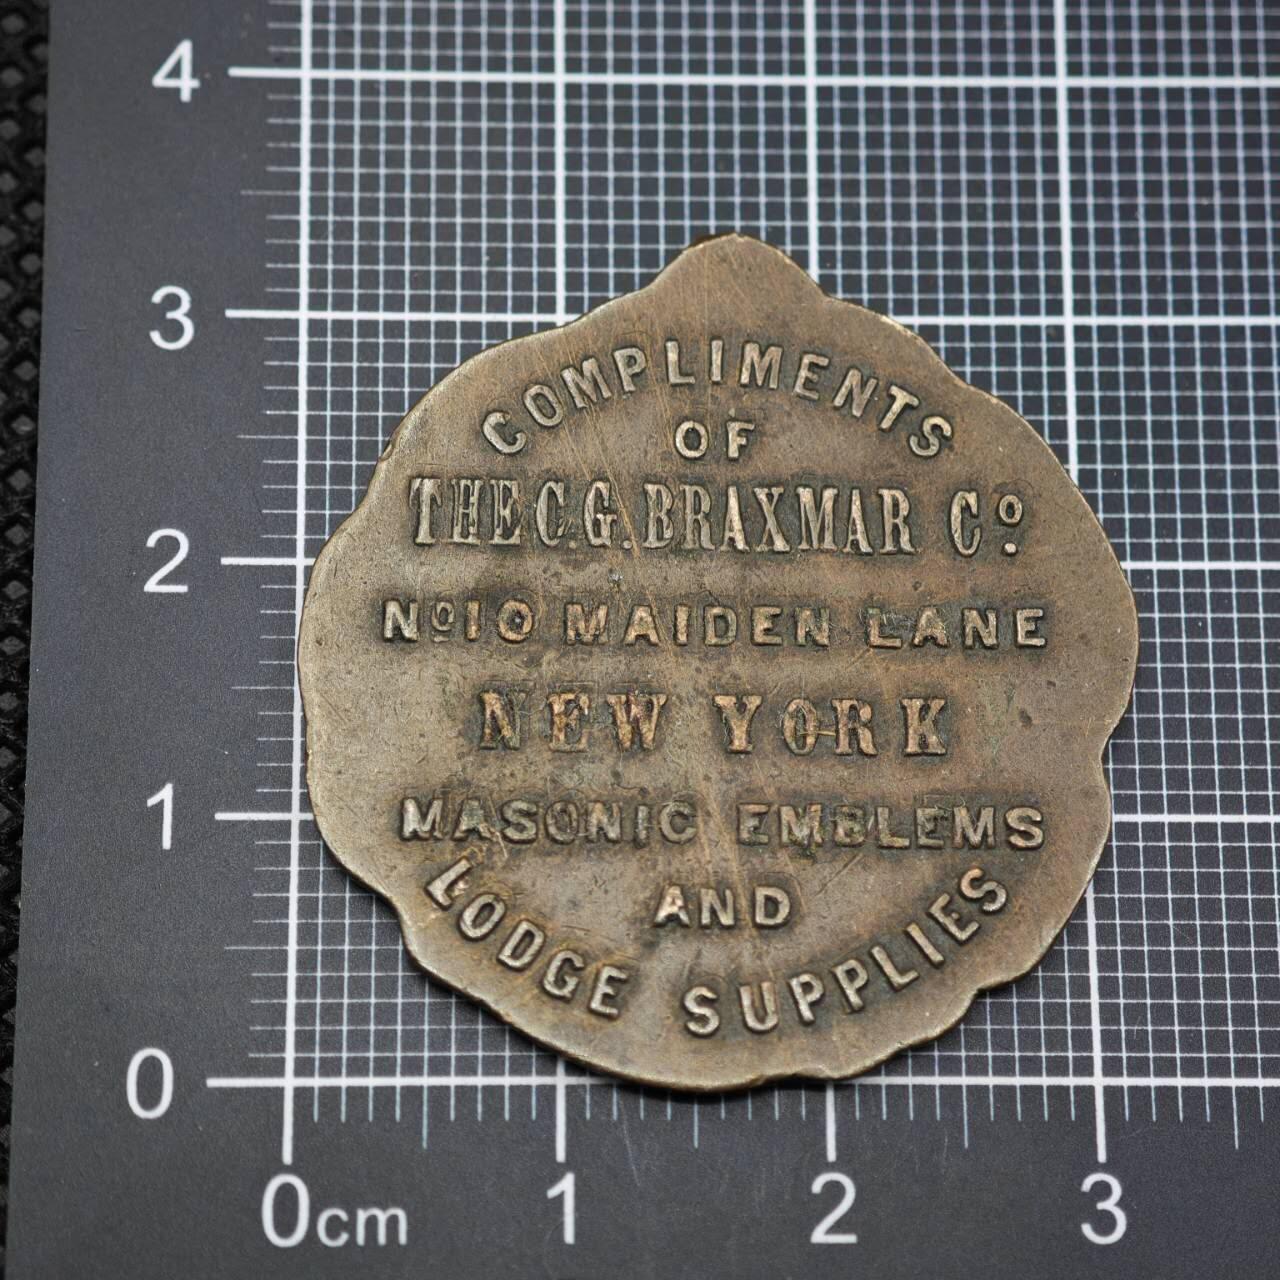 4
3
2
1
0
0cm 1 2 3
COMPLIMENTS
OF
THE C.G. BRAXMAR Cº.
Nº 10 MAIDEN LANE
NEW YORK
MASONIC EMBLEMS
AND
LODGE SUPPLIES